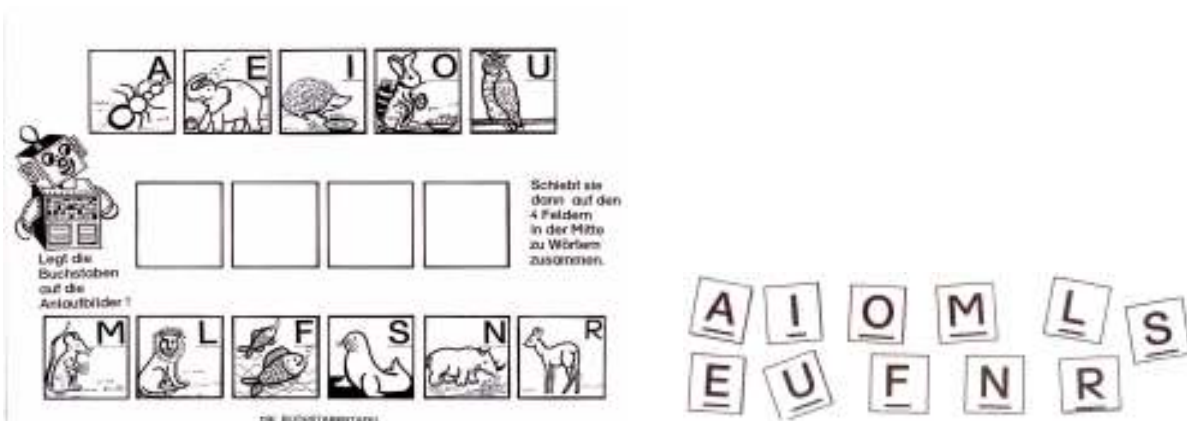 A E I O U
Schiebt sie
dann auf den
4 Feldern
in der Mitte
zu Wörtern
zusammen.
Legt die
Buchstaben
auf die
Anlautbilder!
M L F S N R
A I O M L S
E U F N R